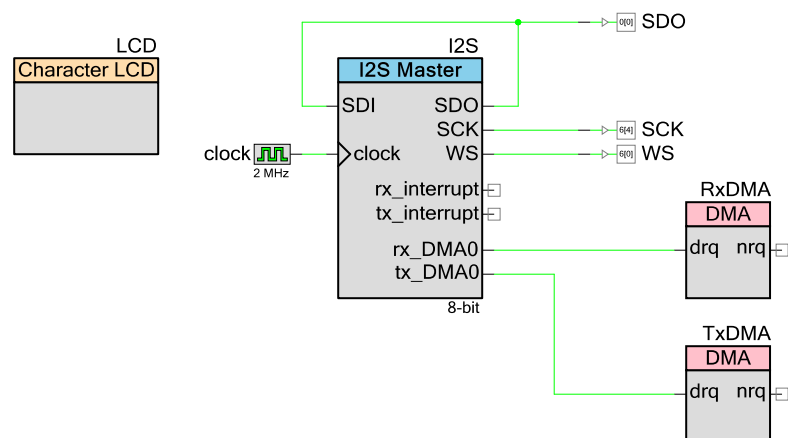 0[0] SDO
LCD
I2S
Character LCD
I2S Master
SDI
SDO
SCK
6[4] SCK
clock
clock
WS
6[0] WS
2 MHz
rx_interrupt
RxDMA
tx_interrupt
DMA
rx_DMA0
drq nrq
tx_DMA0
8-bit
TxDMA
DMA
drq nrq